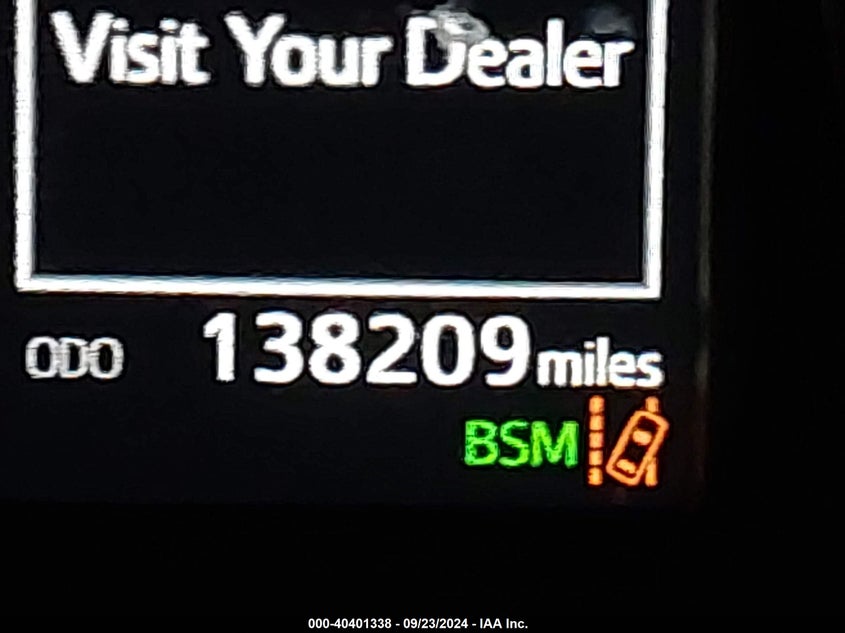 Visit Your Dealer
ODO 138209 miles
BSM
000-40401338 - 09/23/2024 - IAA Inc.